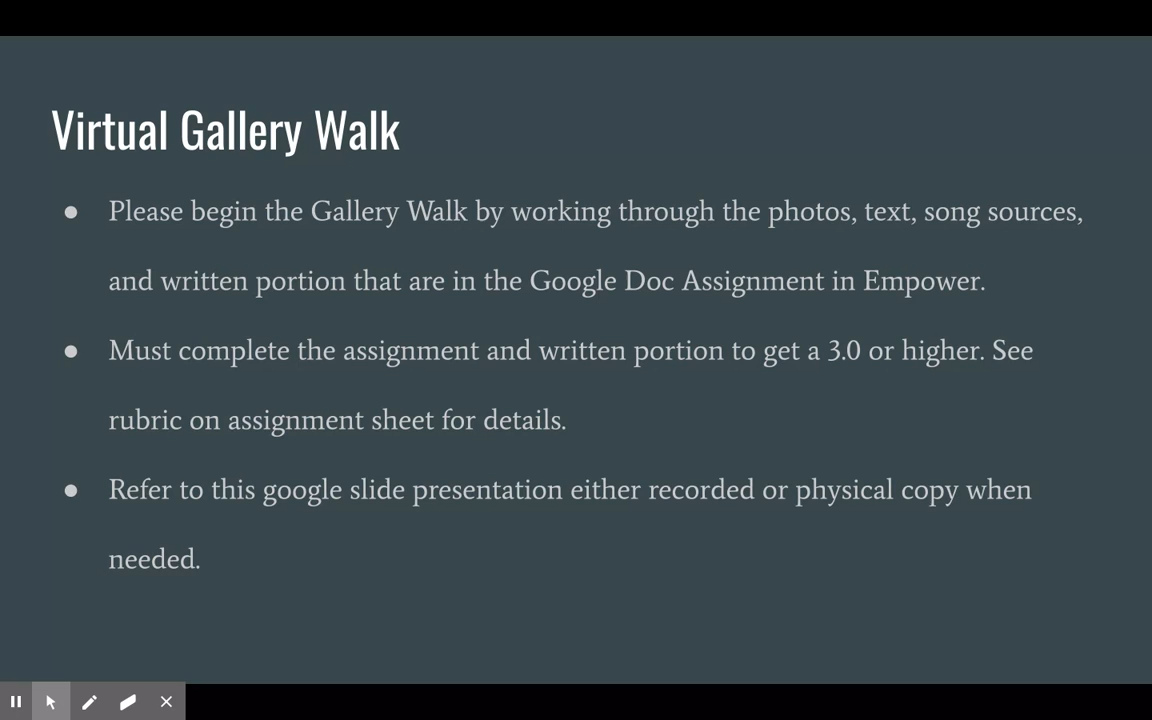 Virtual Gallery Walk
● Please begin the Gallery Walk by working through the photos, text, song sources,
and written portion that are in the Google Doc Assignment in Empower.
● Must complete the assignment and written portion to get a 3.0 or higher. See
rubric on assignment sheet for details.
● Refer to this google slide presentation either recorded or physical copy when
needed.